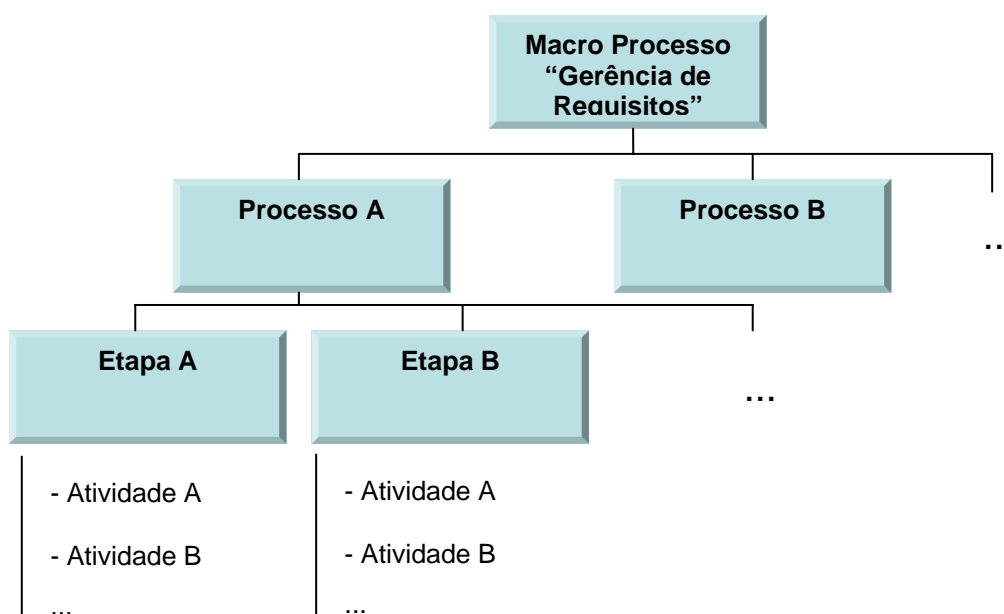 Macro Processo
“Gerência de
Requisitos”
Processo A
Processo B
..
Etapa A
Etapa B
...
- Atividade A
- Atividade B
...
- Atividade A
- Atividade B
...